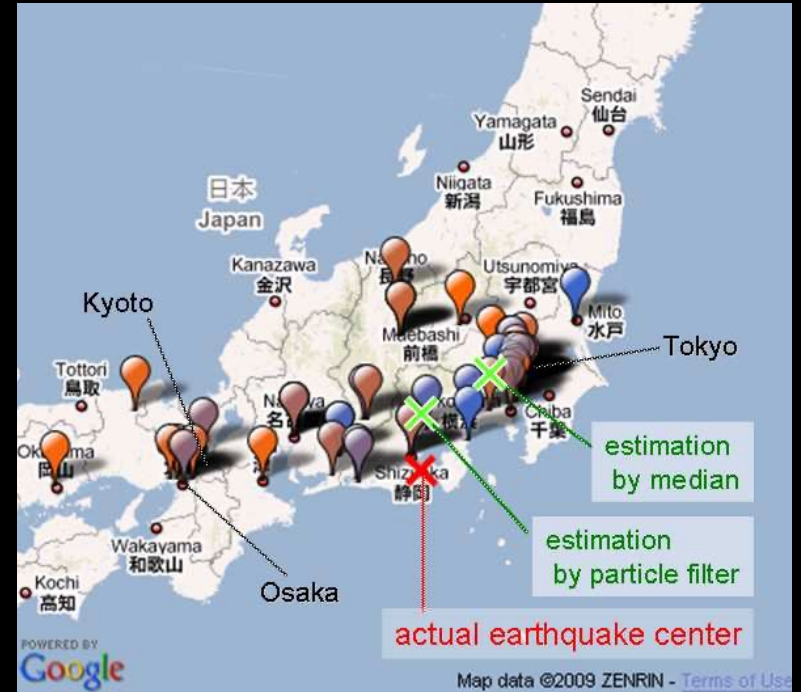 Sendai
仙台
Yamagata
山形
Niigata
新潟
Fukushima
福島
日本
Japan
Kanazawa
金沢
Utsunomiya
宇都宮
Kyoto
Mito
水戸
Maebashi
前橋
Tokyo
Tottori
鳥取
Chiba
千葉
estimation
by median
Shizuoka
静岡
Wakayama
和歌山
estimation
by particle filter
Kochi
高知
Osaka
actual earthquake center
POWERED BY
Google
Map data ©2009 ZENRIN - Terms of Use